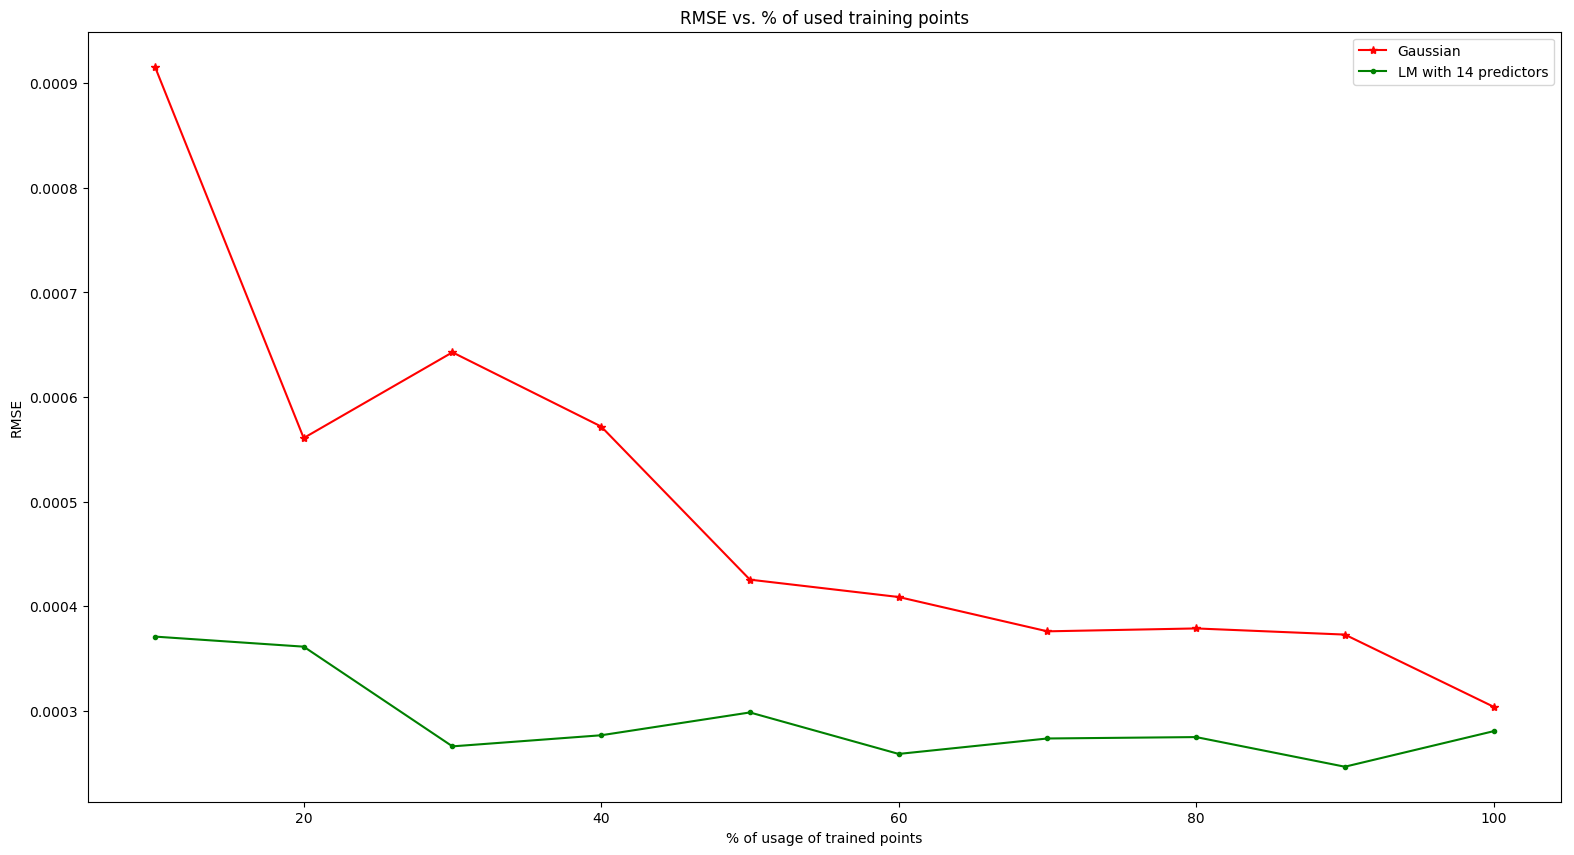 RMSE vs. % of used training points
Gaussian
LM with 14 predictors
0.0009
0.0008
0.0007
0.0006
0.0005
0.0004
0.0003
RMSE
20
40
60
80
100
% of usage of trained points